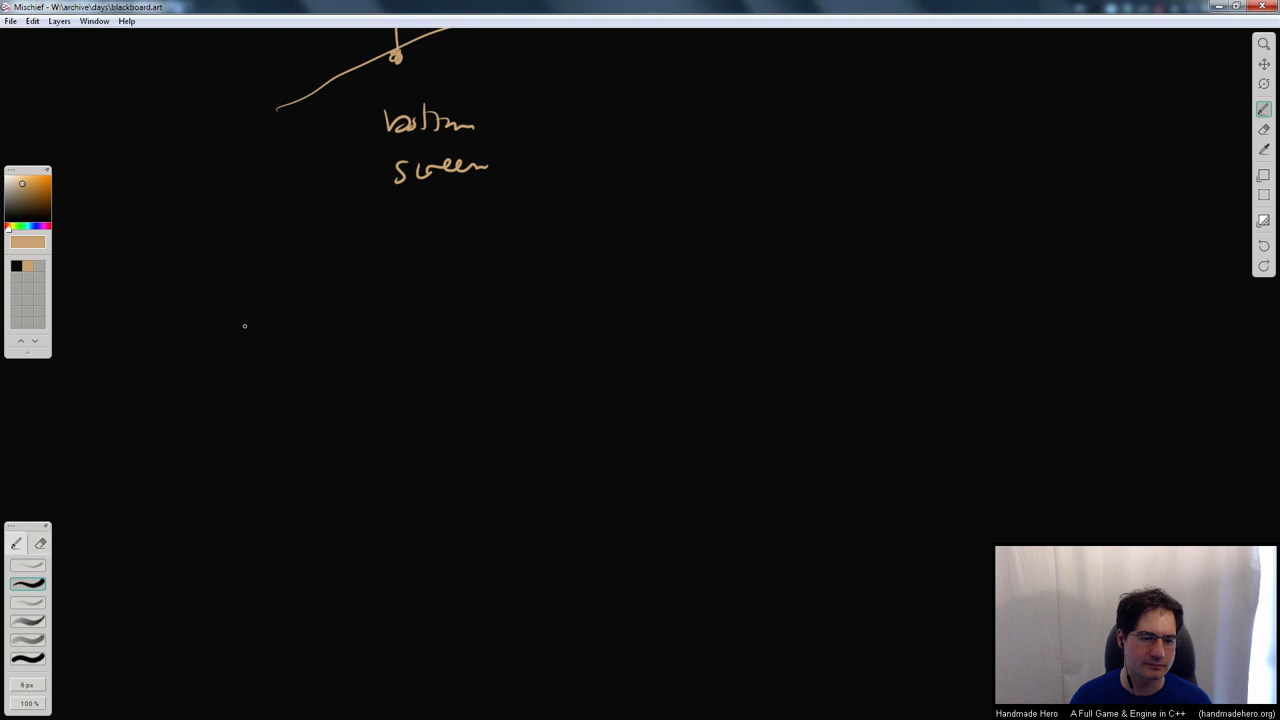 Mischief - W:\archive\days\blackboard.art
File Edit Layers Window Help
bottom
screen
6 px
100 %
Handmade Hero A Full Game & Engine in C++ (handmadehero.org)